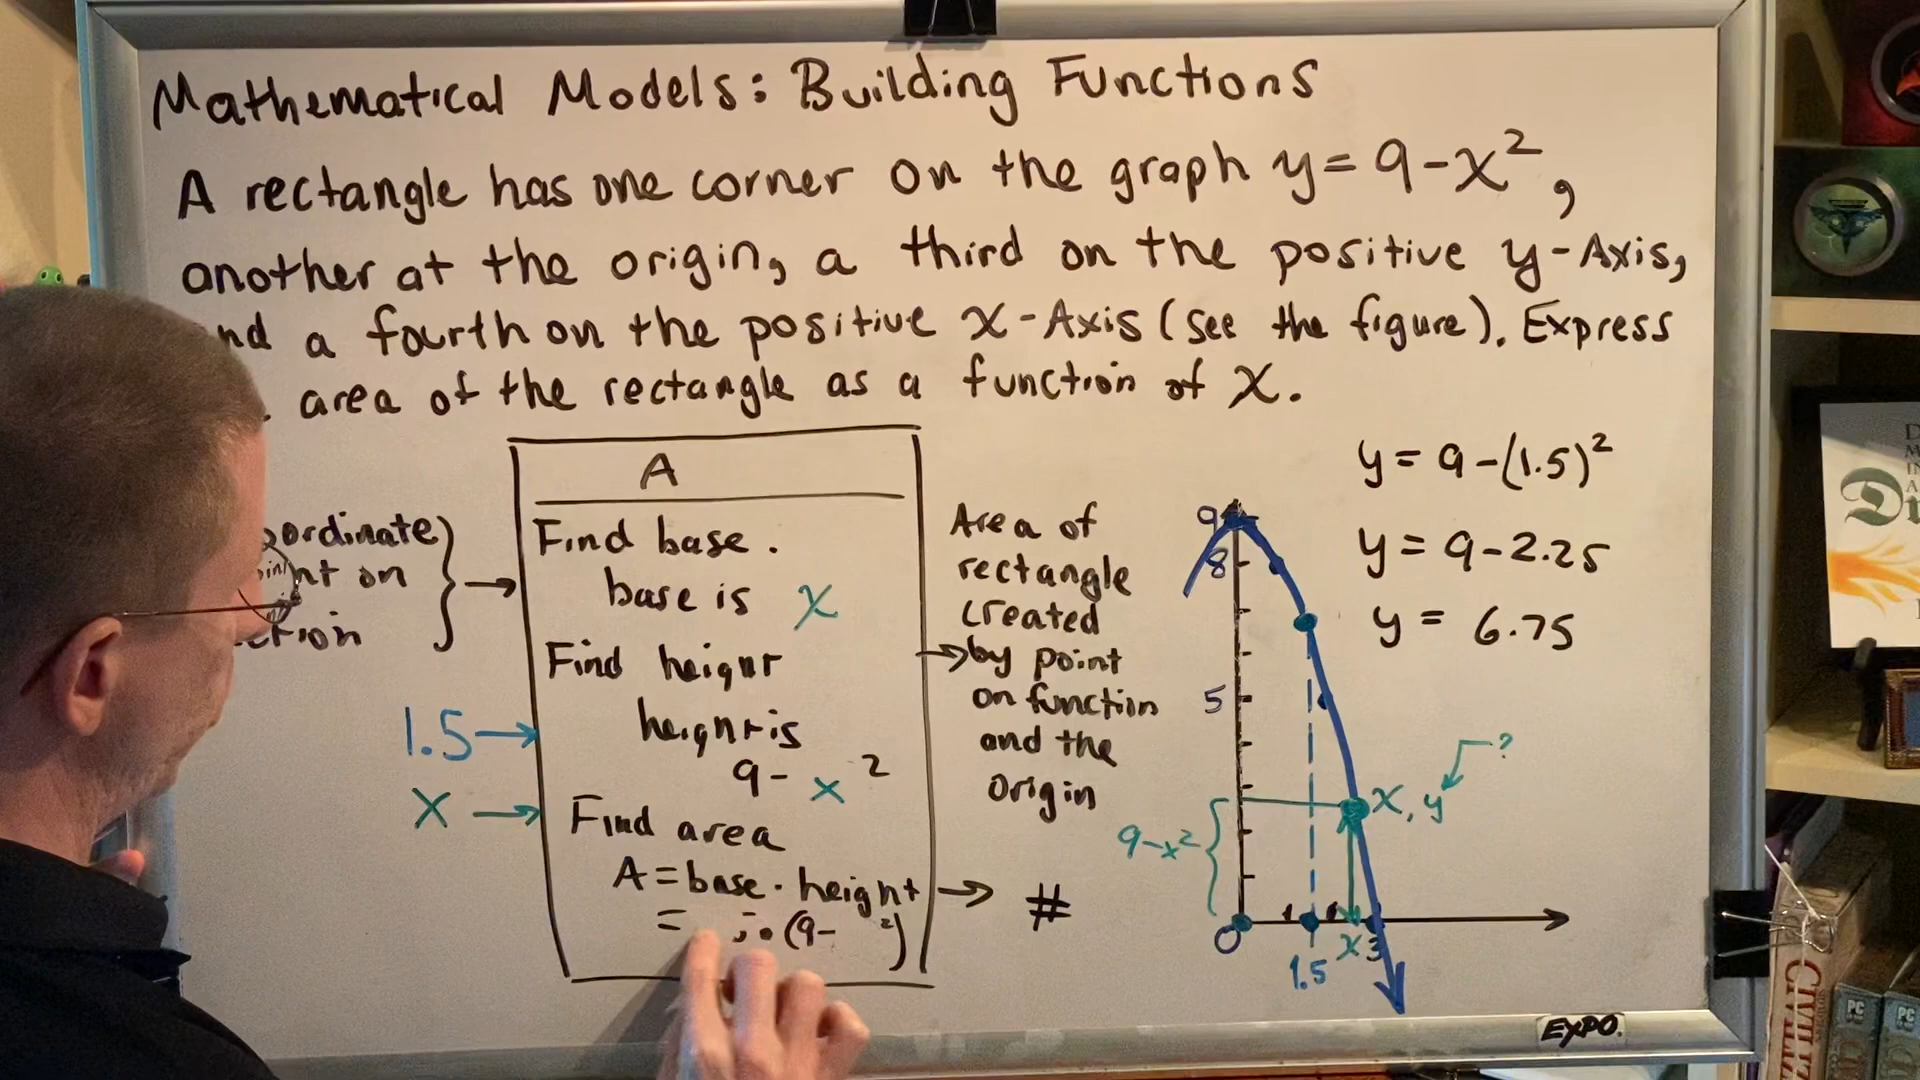 Mathematical Models: Building Functions
A rectangle has one corner on the graph y = 9 - x²,
another at the origin, a third on the positive y-Axis,
a fourth on the positive x-Axis (see the figure). Express
area of the rectangle as a function of x.
A
Find base.
base is x
Find height
height is
9 - x²
Find area
A = base · height
= · (9 - ²)
1.5 →
x →
Area of
rectangle
created
→ by point
on function
and the
origin
→ #
y = 9 - (1.5)²
y = 9 - 2.25
y = 6.75
9
8
5
?
x, y
9 - x²
0
1.5
x 3
EXPO.
PC
PC